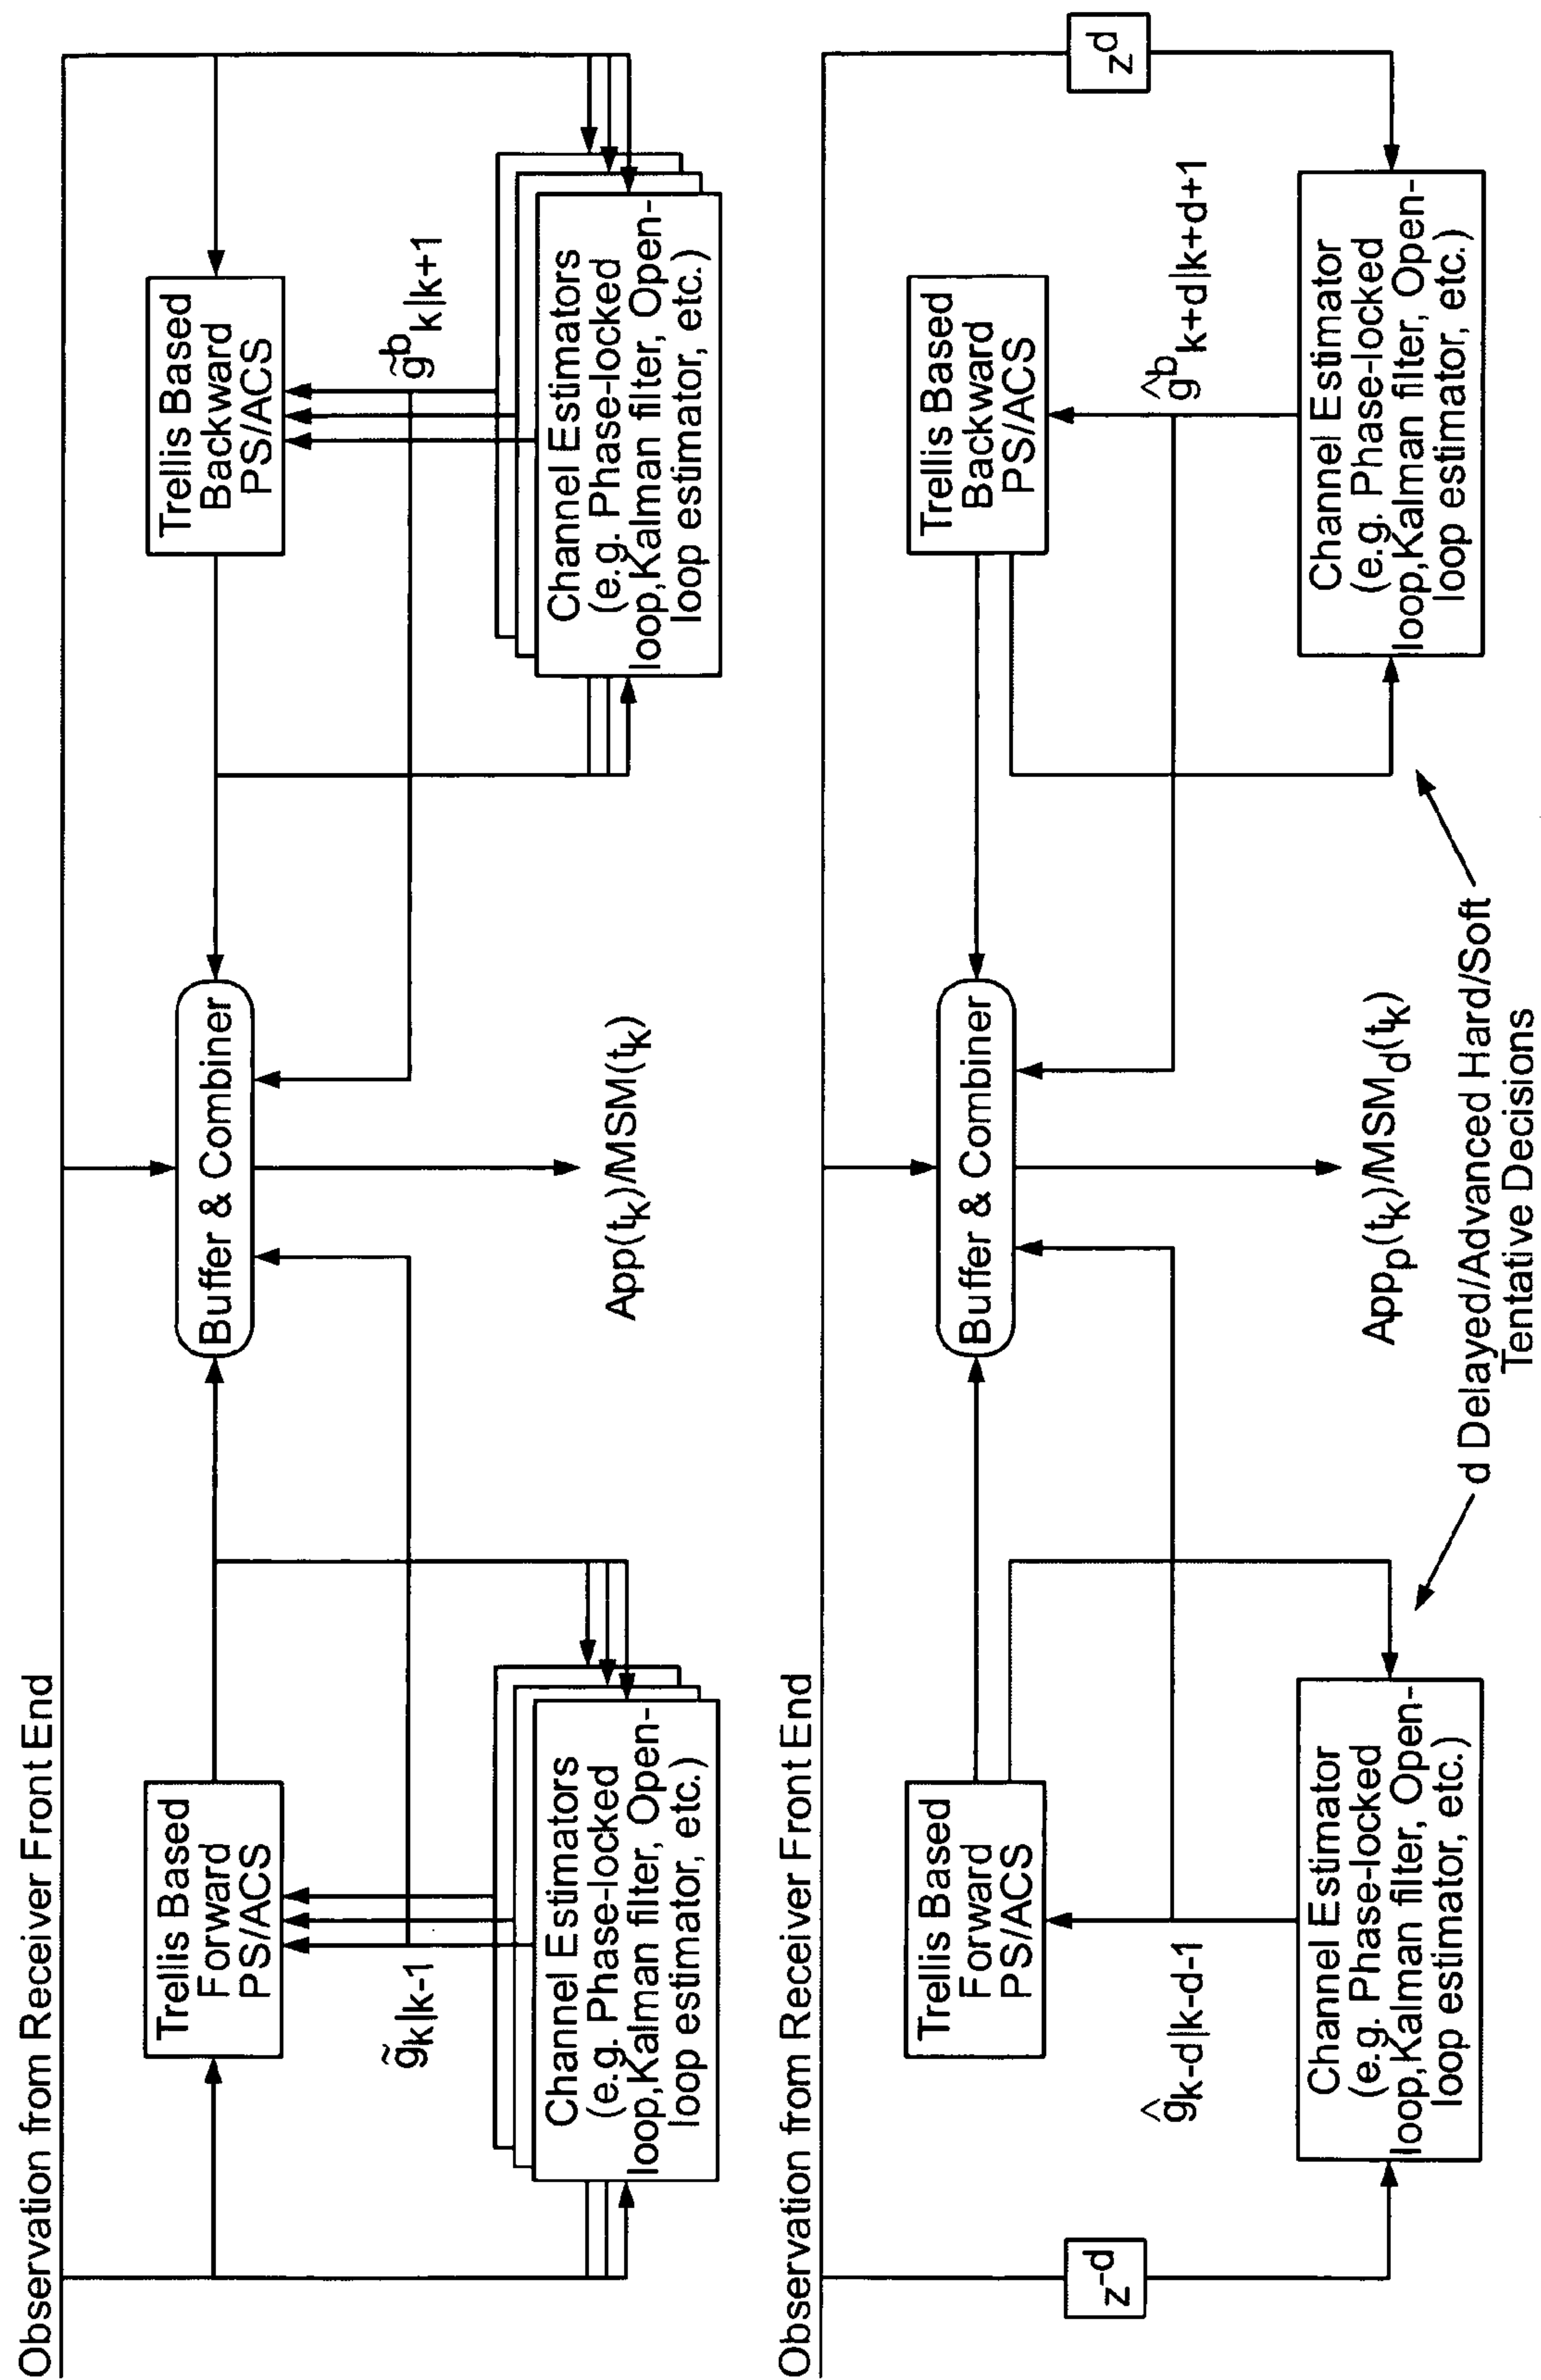 Observation from Receiver Front End
Trellis Based
Forward
PS/ACS
g̃k|k-1
Channel Estimators
(e.g. Phase-locked
loop,Kalman filter, Open-
loop estimator, etc.)
Buffer & Combiner
App(tk)/MSM(tk)
Trellis Based
Backward
PS/ACS
g̃bk|k+1
Channel Estimators
(e.g. Phase-locked
loop,Kalman filter, Open-
loop estimator, etc.)
Observation from Receiver Front End
z-d
Trellis Based
Forward
PS/ACS
ĝk-d|k-d-1
Channel Estimator
(e.g. Phase-locked
loop,Kalman filter, Open-
loop estimator, etc.)
Buffer & Combiner
Appp(tk)/MSMd(tk)
d Delayed/Advanced Hard/Soft
Tentative Decisions
Trellis Based
Backward
PS/ACS
ĝbk+d|k+d+1
zd
Channel Estimator
(e.g. Phase-locked
loop,Kalman filter, Open-
loop estimator, etc.)